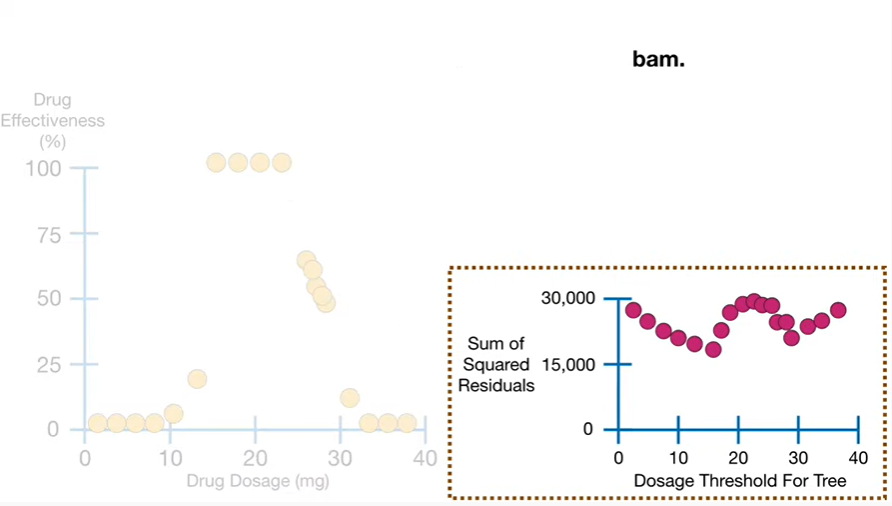 bam.
Drug
Effectiveness
(%)
100
75
50
25
0
0 10 20 30 40
Drug Dosage (mg)
Sum of
Squared
Residuals
30,000
15,000
0
0 10 20 30 40
Dosage Threshold For Tree